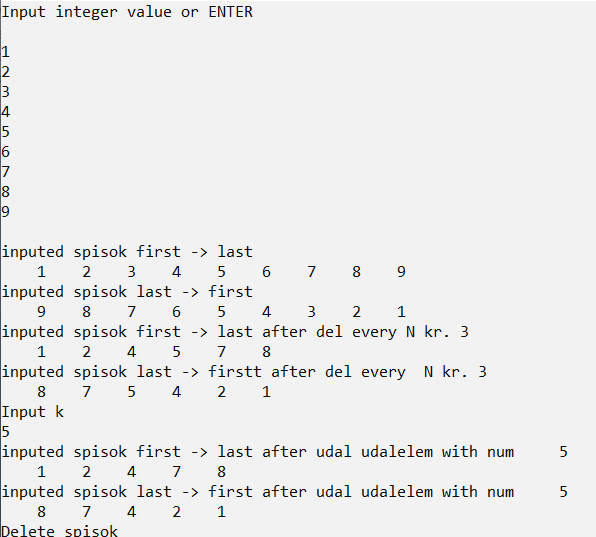 Input integer value or ENTER
1
2
3
4
5
6
7
8
9
inputed spisok first -> last
1 2 3 4 5 6 7 8 9
inputed spisok last -> first
9 8 7 6 5 4 3 2 1
inputed spisok first -> last after del every N kr. 3
1 2 4 5 7 8
inputed spisok last -> firstt after del every N kr. 3
8 7 5 4 2 1
Input k
5
inputed spisok first -> last after udal udalelem with num 5
1 2 4 7 8
inputed spisok last -> first after udal udalelem with num 5
8 7 4 2 1
Delete spisok